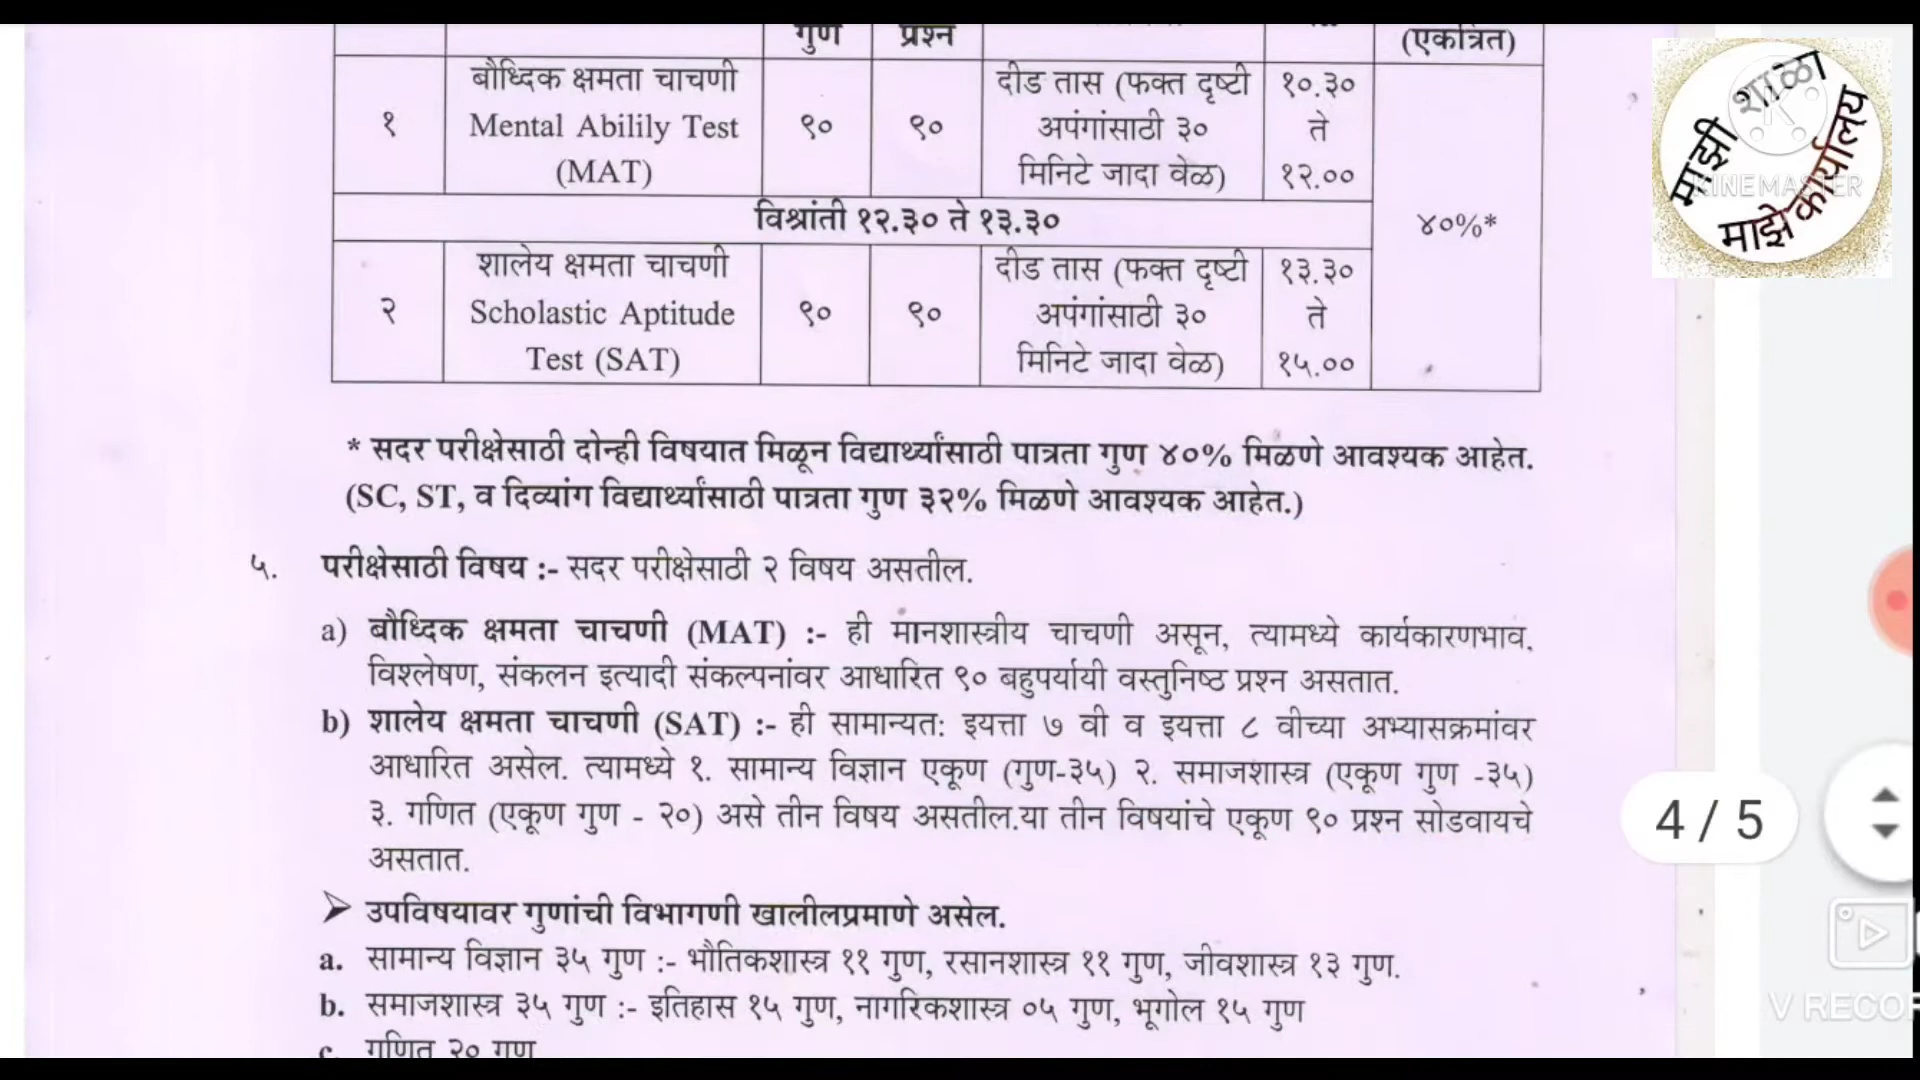 गुण प्रश्न (एकत्रित)
१ बौध्दिक क्षमता चाचणी Mental Abilily Test (MAT) ९० ९० दीड तास (फक्त दृष्टी अपंगांसाठी ३० मिनिटे जादा वेळ) १०.३० ते १२.०० ४०%*
विश्रांती १२.३० ते १३.३०
२ शालेय क्षमता चाचणी Scholastic Aptitude Test (SAT) ९० ९० दीड तास (फक्त दृष्टी अपंगांसाठी ३० मिनिटे जादा वेळ) १३.३० ते १५.००
* सदर परीक्षेसाठी दोन्ही विषयात मिळून विद्यार्थ्यांसाठी पात्रता गुण ४०% मिळणे आवश्यक आहेत.
(SC, ST, व दिव्यांग विद्यार्थ्यांसाठी पात्रता गुण ३२% मिळणे आवश्यक आहेत.)
५. परीक्षेसाठी विषय :- सदर परीक्षेसाठी २ विषय असतील.
a) बौध्दिक क्षमता चाचणी (MAT) :- ही मानशास्त्रीय चाचणी असून, त्यामध्ये कार्यकारणभाव,
विश्लेषण, संकलन इत्यादी संकल्पनांवर आधारित ९० बहुपर्यायी वस्तुनिष्ठ प्रश्न असतात.
b) शालेय क्षमता चाचणी (SAT) :- ही सामान्यत: इयत्ता ७ वी व इयत्ता ८ वीच्या अभ्यासक्रमांवर
आधारित असेल. त्यामध्ये १. सामान्य विज्ञान एकूण (गुण-३५) २. समाजशास्त्र (एकूण गुण -३५)
३. गणित (एकूण गुण - २०) असे तीन विषय असतील.या तीन विषयांचे एकूण ९० प्रश्न सोडवायचे
असतात.
➢ उपविषयावर गुणांची विभागणी खालीलप्रमाणे असेल.
a. सामान्य विज्ञान ३५ गुण :- भौतिकशास्त्र ११ गुण, रसानशास्त्र ११ गुण, जीवशास्त्र १३ गुण.
b. समाजशास्त्र ३५ गुण :- इतिहास १५ गुण, नागरिकशास्त्र ०५ गुण, भूगोल १५ गुण
c. गणित २० गुण
माझी शाळा
माझे कार्यालय
KINEMASTER
4 / 5
V RECOR